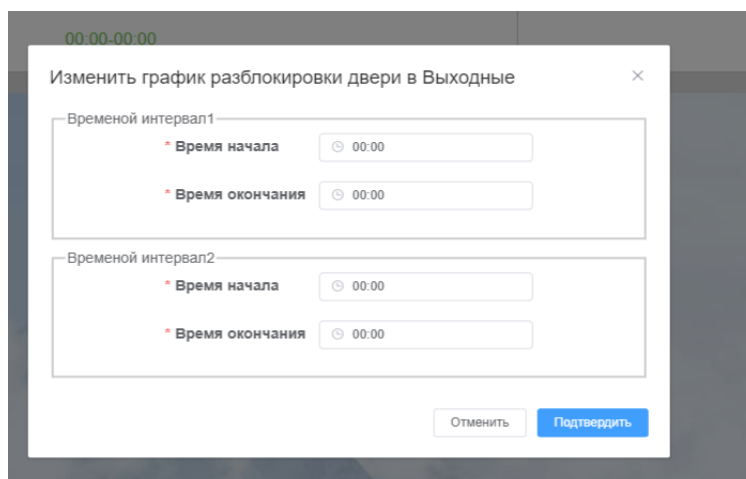 00:00-00:00
Изменить график разблокировки двери в Выходные
Временой интервал1
* Время начала 00:00
* Время окончания 00:00
Временой интервал2
* Время начала 00:00
* Время окончания 00:00
Отменить Подтвердить